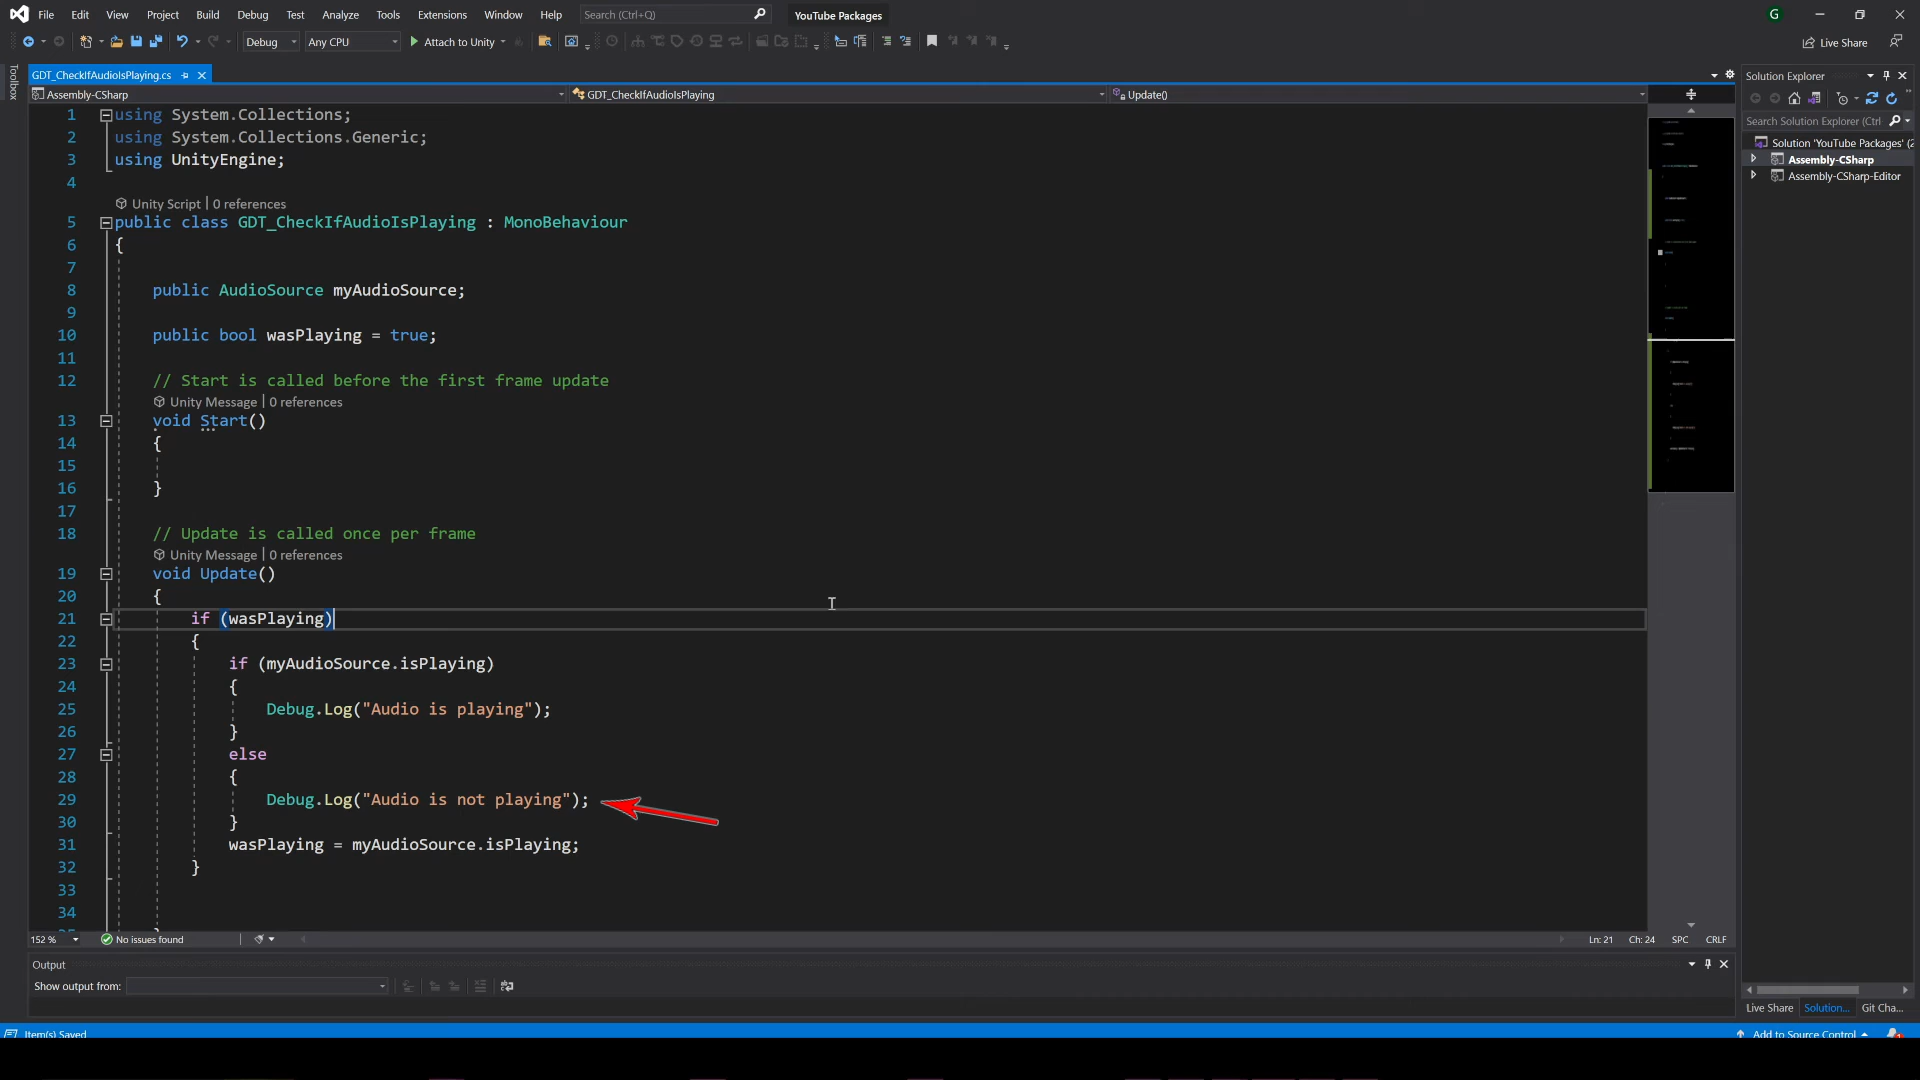 File Edit View Git Project Build Debug Test Analyze Tools Extensions Window Help Search (Ctrl+Q) YouTube Packages G
Debug Any CPU Attach to Unity Live Share
Toolbox
GDT_CheckIfAudioIsPlaying.cs
Assembly-CSharp GDT_CheckIfAudioIsPlaying Update()
1 using System.Collections;
2 using System.Collections.Generic;
3 using UnityEngine;
4
Unity Script | 0 references
5 public class GDT_CheckIfAudioIsPlaying : MonoBehaviour
6 {
7
8 public AudioSource myAudioSource;
9
10 public bool wasPlaying = true;
11
12 // Start is called before the first frame update
Unity Message | 0 references
13 void Start()
14 {
15
16 }
17
18 // Update is called once per frame
Unity Message | 0 references
19 void Update()
20 {
21 if (wasPlaying)
22 {
23 if (myAudioSource.isPlaying)
24 {
25 Debug.Log("Audio is playing");
26 }
27 else
28 {
29 Debug.Log("Audio is not playing");
30 }
31 wasPlaying = myAudioSource.isPlaying;
32 }
33
34
152 % No issues found Ln: 21 Ch: 24 SPC CRLF
Output
Show output from:
Solution Explorer
Search Solution Explorer (Ctrl
Solution 'YouTube Packages' (2
Assembly-CSharp
Assembly-CSharp-Editor
Live Share Solution... Git Cha...
Item(s) Saved Add to Source Control